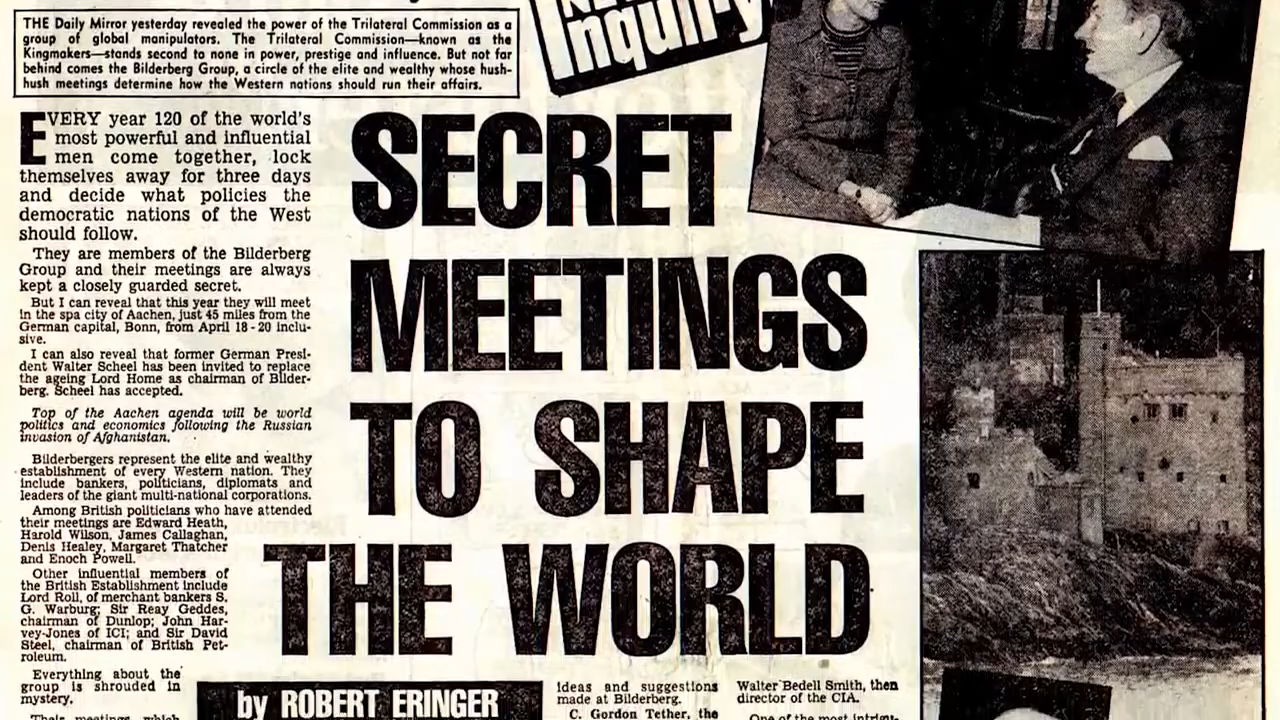 THE Daily Mirror yesterday revealed the power of the Trilateral Commission as a
group of global manipulators. The Trilateral Commission—known as the
Kingmakers—stands second to none in power, prestige and influence. But not far
behind comes the Bilderberg Group, a circle of the elite and wealthy whose hush-
hush meetings determine how the Western nations should run their affairs.
Inquiry
SECRET
MEETINGS
TO SHAPE
THE WORLD
by ROBERT ERINGER
EVERY year 120 of the world's
most powerful and influential
men come together, lock
themselves away for three days
and decide what policies the
democratic nations of the West
should follow.
They are members of the Bilderberg
Group and their meetings are always
kept a closely guarded secret.
But I can reveal that this year they will meet
in the spa city of Aachen, just 45 miles from the
German capital, Bonn, from April 18-20 inclu-
sive.
I can also reveal that former German Presi-
dent Walter Scheel has been invited to replace
the ageing Lord Home as chairman of Bilder-
berg. Scheel has accepted.
Top of the Aachen agenda will be world
politics and economics following the Russian
invasion of Afghanistan.
Bilderbergers represent the elite and wealthy
establishment of every Western nation. They
include bankers, politicians, diplomats and
leaders of the giant multi-national corporations.
Among British politicians who have attended
their meetings are Edward Heath,
Harold Wilson, James Callaghan,
Denis Healey, Margaret Thatcher
and Enoch Powell.
Other influential members of
the British Establishment include
Lord Roll, of merchant bankers S.
G. Warburg; Sir Reay Geddes,
chairman of Dunlop; John Har-
vey-Jones of ICI; and Sir David
Steel, chairman of British Pet-
roleum.
Everything about the
group is shrouded in
mystery.
Their meetings, which
ideas and suggestions
made at Bilderberg.
C. Gordon Tether, the
Walter Bedell Smith, then
director of the CIA.
One of the most intrigu-